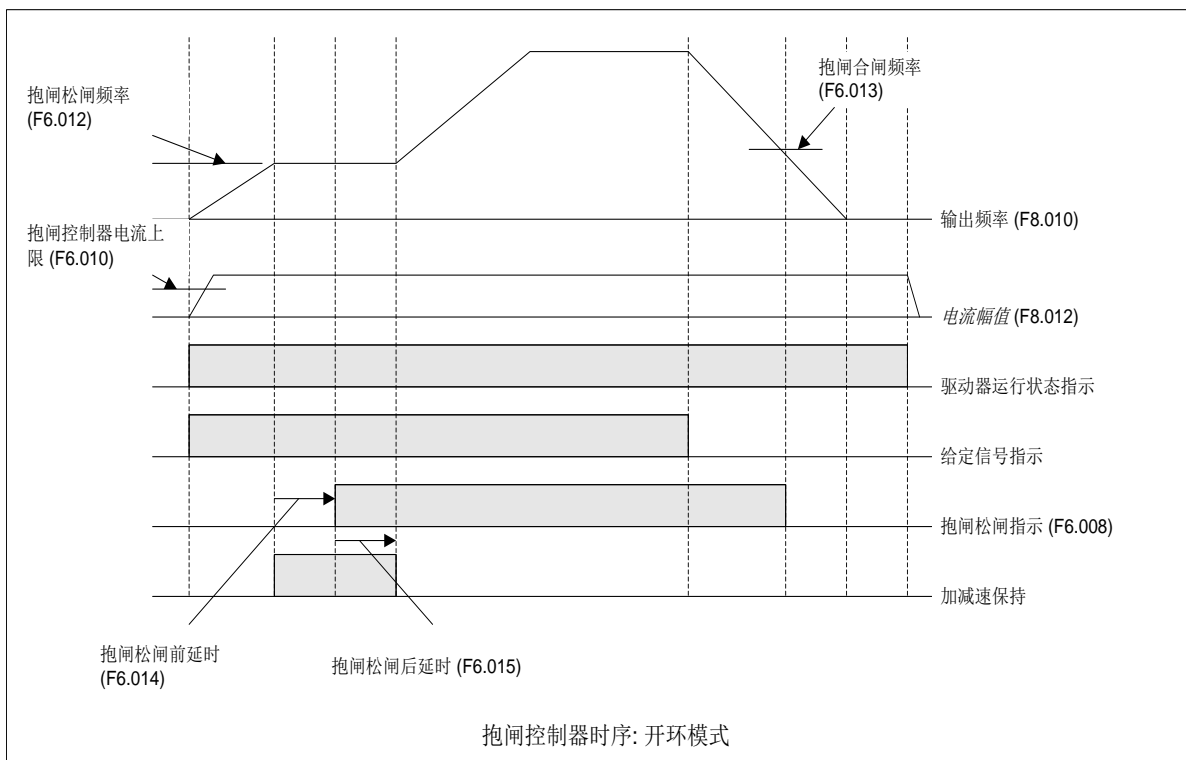 抱闸松闸频率
(F6.012)
抱闸合闸频率
(F6.013)
抱闸控制器电流上
限 (F6.010)
输出频率 (F8.010)
电流幅值 (F8.012)
驱动器运行状态指示
给定信号指示
抱闸松闸指示 (F6.008)
加减速保持
抱闸松闸前延时
(F6.014)
抱闸松闸后延时 (F6.015)
抱闸控制器时序: 开环模式